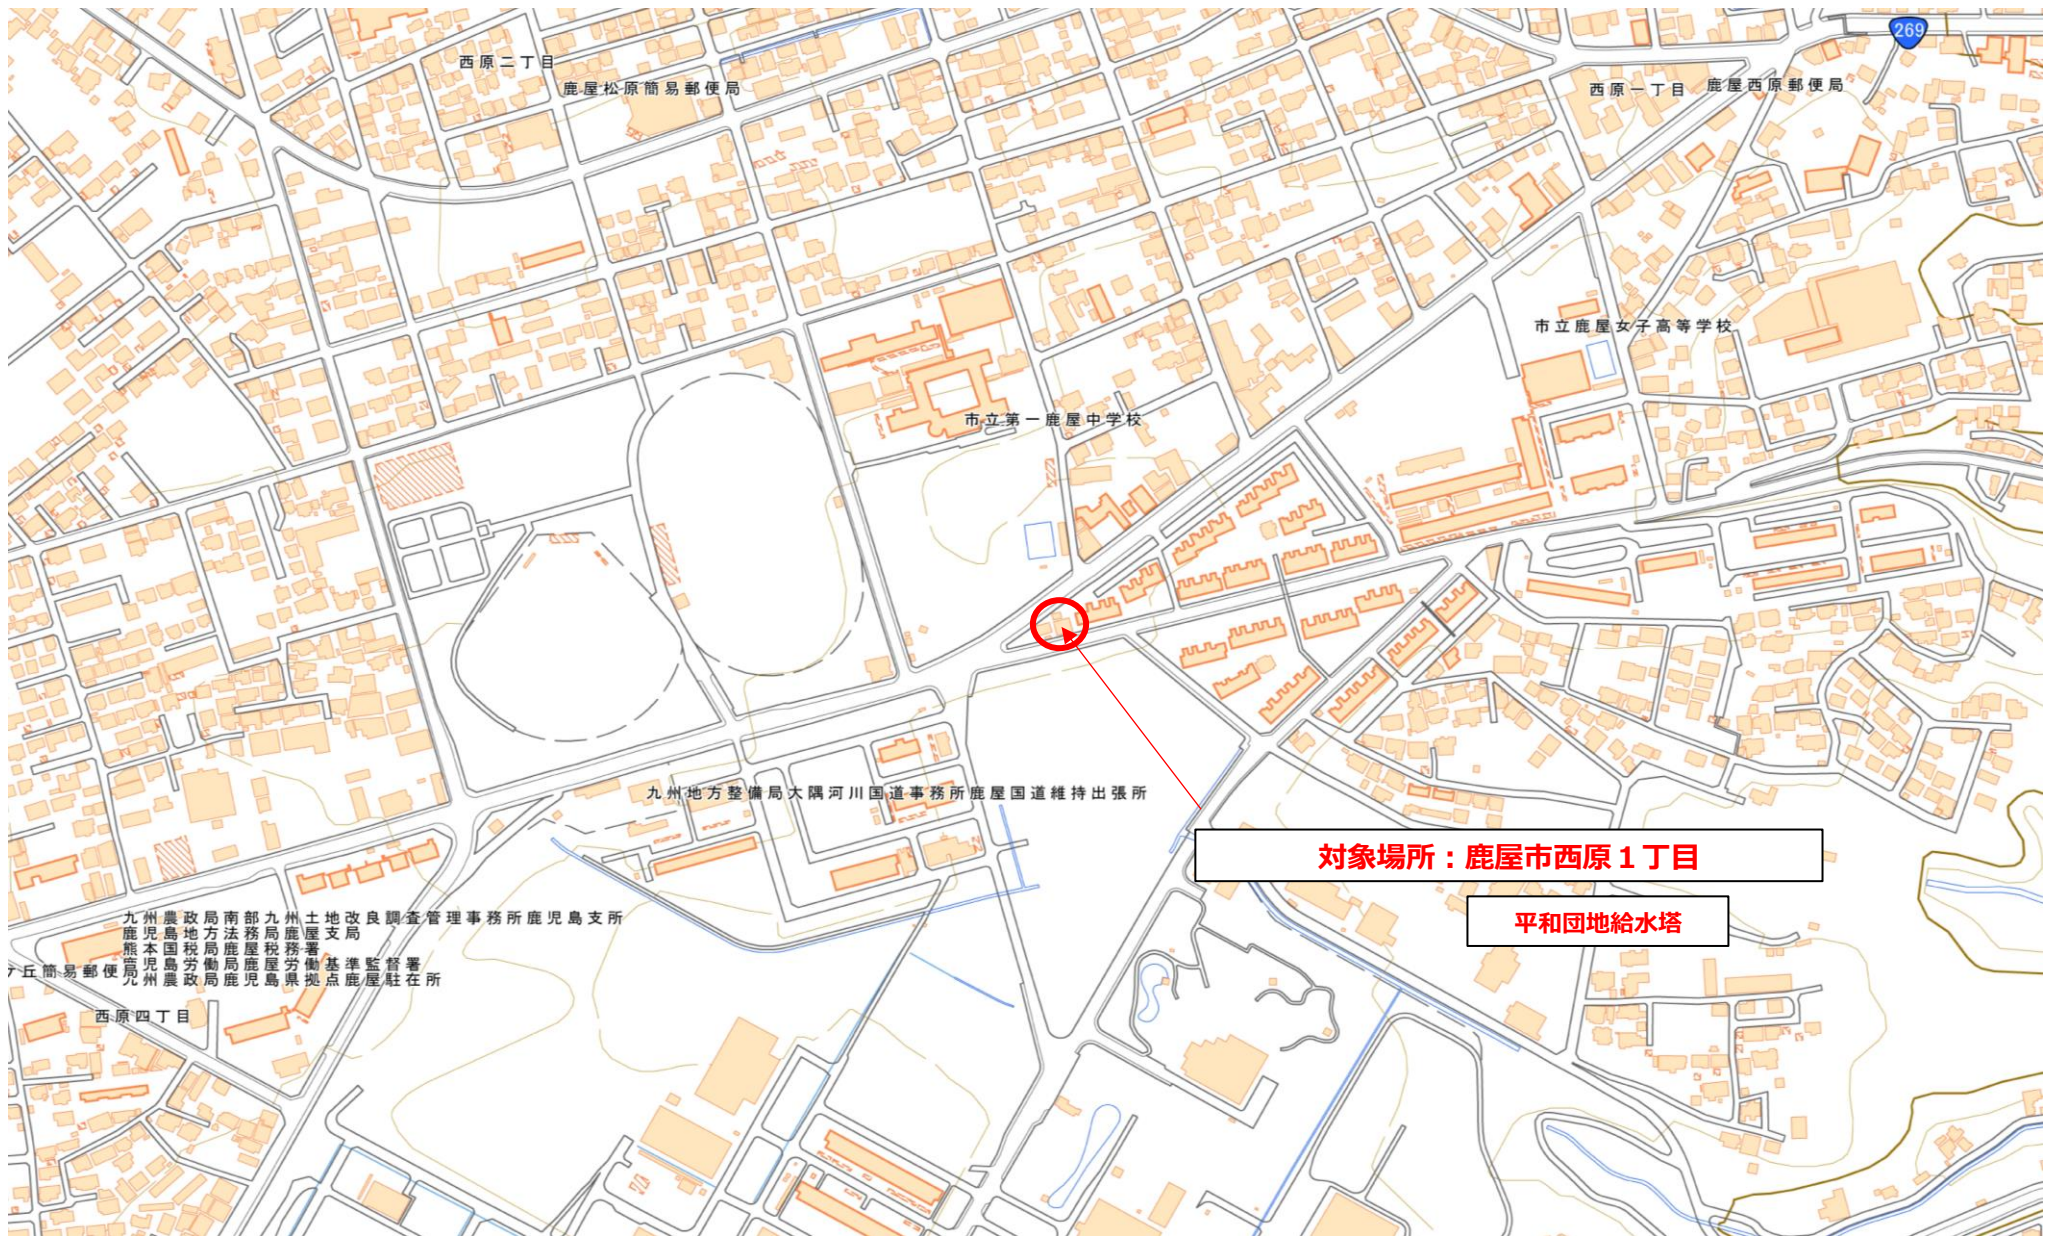 269
西原二丁目
鹿屋松原簡易郵便局
西原一丁目
鹿屋西原郵便局
市立鹿屋女子高等学校
市立第一鹿屋中学校
九州地方整備局大隅河川国道事務所鹿屋国道維持出張所
対象場所：鹿屋市西原１丁目
平和団地給水塔
九州農政局南部九州土地改良調査管理事務所鹿児島支所
鹿児島地方法務局鹿屋支局
熊本国税局鹿屋税務署
鹿児島労働局鹿屋労働基準監督署
九州農政局鹿児島県拠点鹿屋駐在所
ケ丘簡易郵便局
西原四丁目